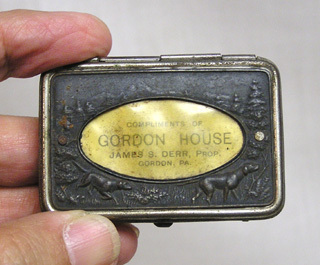 COMPLIMENTS OF
GORDON HOUSE
JAMES S. DERR, PROP.
GORDON, PA.